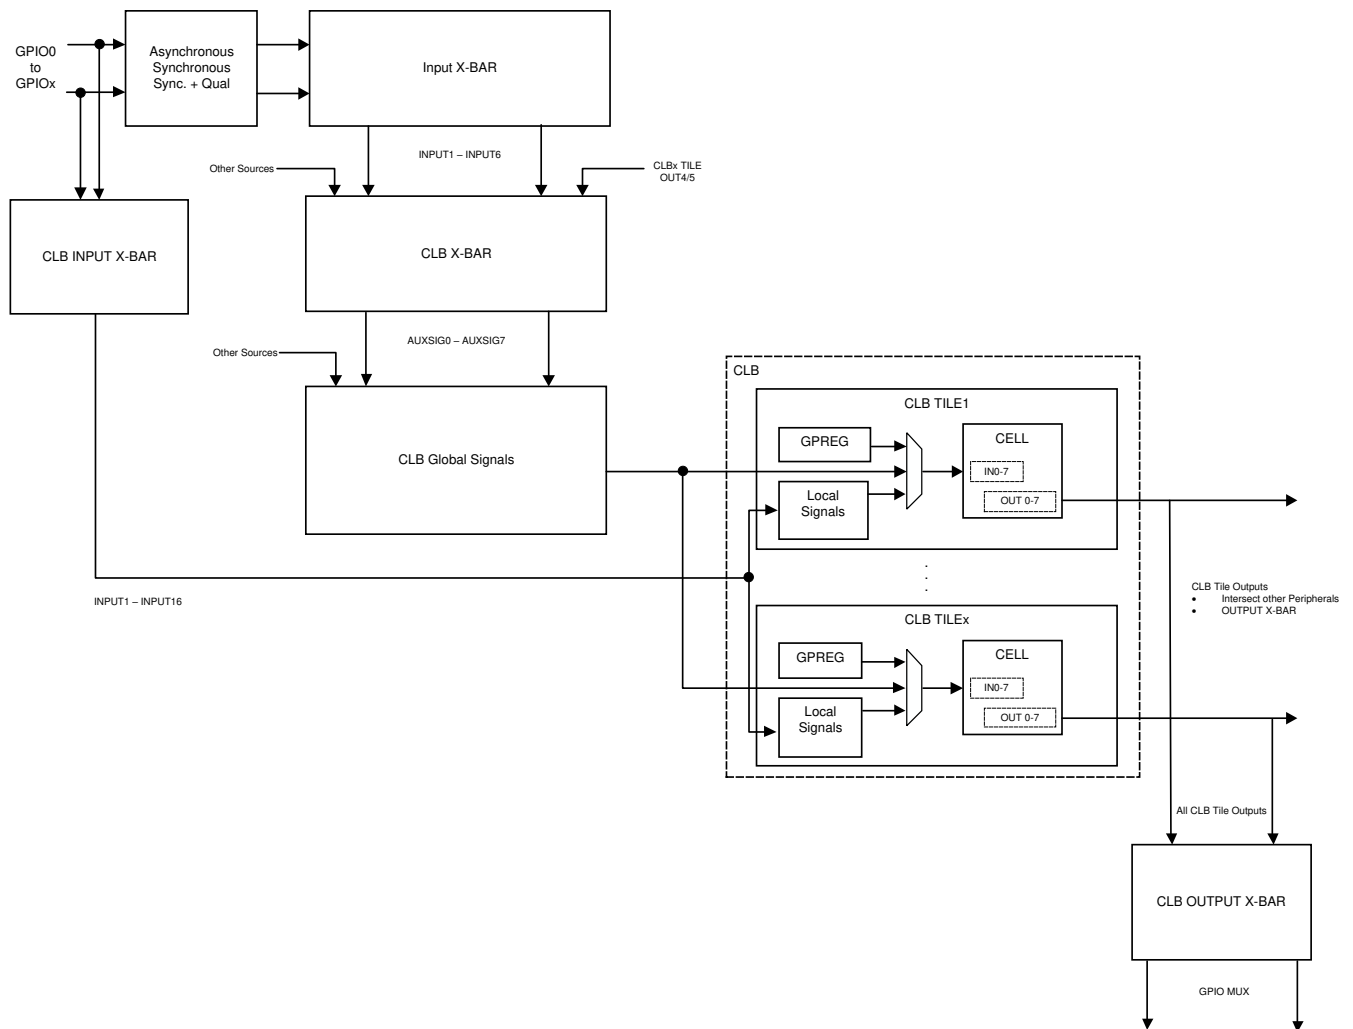 GPIO0
to
GPIOx
Asynchronous
Synchronous
Sync. + Qual
Input X-BAR
INPUT1 – INPUT6
Other Sources
CLBx TILE
OUT4/5
CLB INPUT X-BAR
CLB X-BAR
AUXSIG0 – AUXSIG7
Other Sources
CLB Global Signals
INPUT1 – INPUT16
CLB
CLB TILE1
GPREG
Local
Signals
CELL
IN0-7
OUT 0-7
.
.
.
CLB TILEx
GPREG
Local
Signals
CELL
IN0-7
OUT 0-7
CLB Tile Outputs
• Intersect other Peripherals
• OUTPUT X-BAR
All CLB Tile Outputs
CLB OUTPUT X-BAR
GPIO MUX